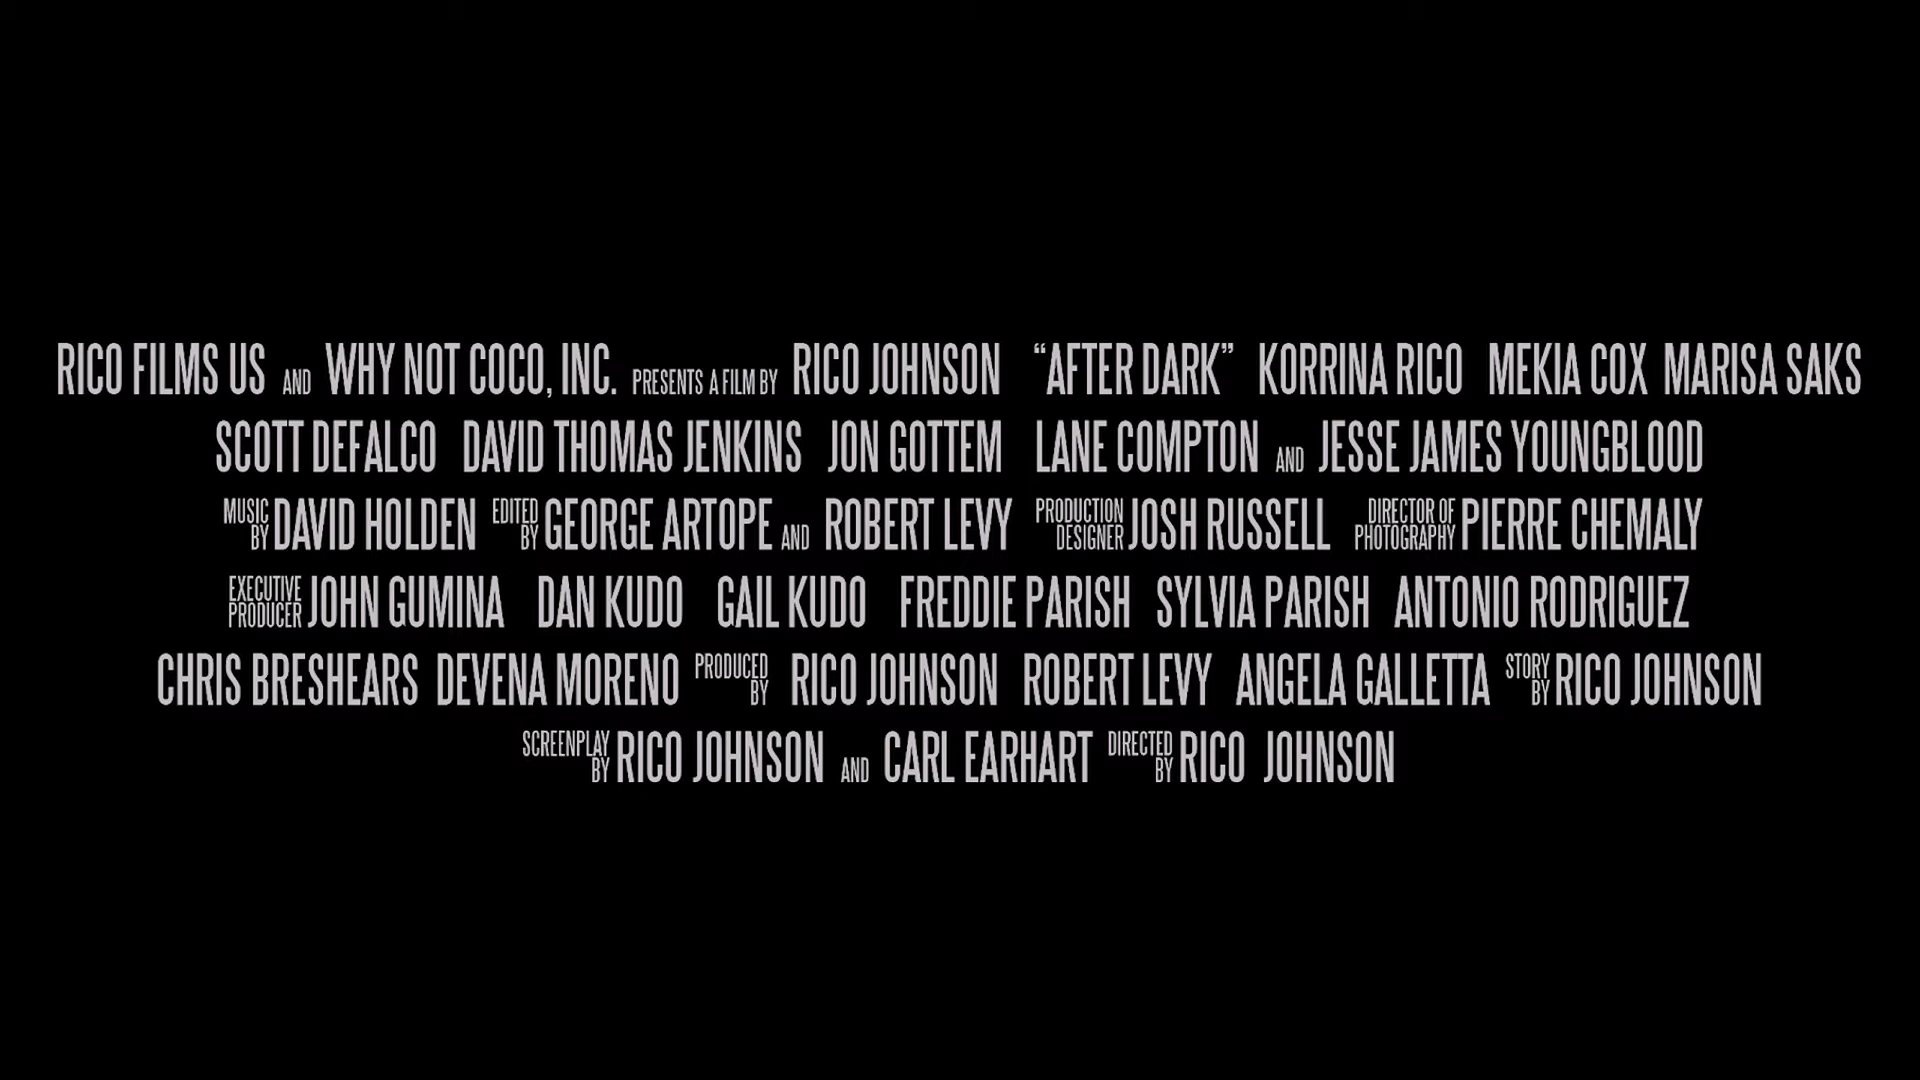 RICO FILMS US AND WHY NOT COCO, INC. PRESENTS A FILM BY RICO JOHNSON “AFTER DARK” KORRINA RICO MEKIA COX MARISA SAKS
SCOTT DEFALCO DAVID THOMAS JENKINS JON GOTTEM LANE COMPTON AND JESSE JAMES YOUNGBLOOD
MUSIC BY DAVID HOLDEN EDITED BY GEORGE ARTOPE AND ROBERT LEVY PRODUCTION DESIGNER JOSH RUSSELL DIRECTOR OF PHOTOGRAPHY PIERRE CHEMALY
EXECUTIVE PRODUCER JOHN GUMINA DAN KUDO GAIL KUDO FREDDIE PARISH SYLVIA PARISH ANTONIO RODRIGUEZ
CHRIS BRESHEARS DEVENA MORENO PRODUCED BY RICO JOHNSON ROBERT LEVY ANGELA GALLETTA STORY BY RICO JOHNSON
SCREENPLAY BY RICO JOHNSON AND CARL EARHART DIRECTED BY RICO JOHNSON